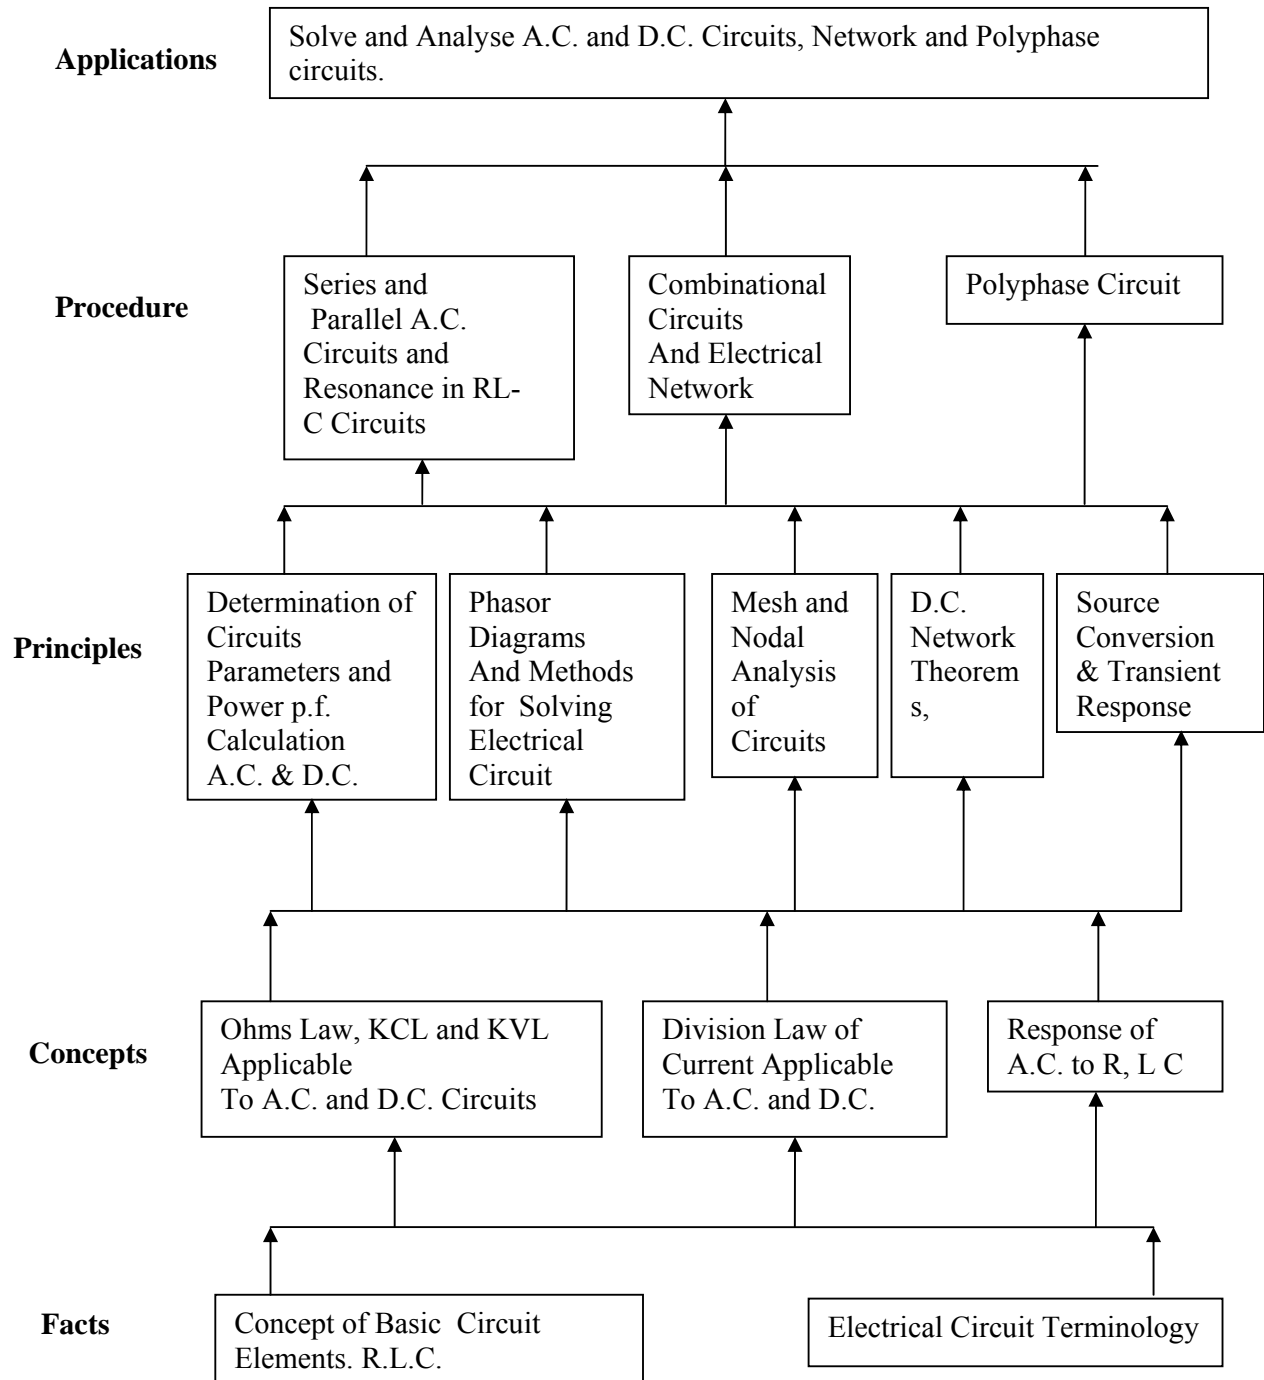 Applications
Solve and Analyse A.C. and D.C. Circuits, Network and Polyphase
circuits.
Procedure
Series and
Parallel A.C.
Circuits and
Resonance in RL-
C Circuits
Combinational
Circuits
And Electrical
Network
Polyphase Circuit
Principles
Determination of
Circuits
Parameters and
Power p.f.
Calculation
A.C. & D.C.
Phasor
Diagrams
And Methods
for Solving
Electrical
Circuit
Mesh and
Nodal
Analysis
of
Circuits
D.C.
Network
Theorem
s,
Source
Conversion
& Transient
Response
Concepts
Ohms Law, KCL and KVL
Applicable
To A.C. and D.C. Circuits
Division Law of
Current Applicable
To A.C. and D.C.
Response of
A.C. to R, L C
Facts
Concept of Basic Circuit
Elements. R.L.C.
Electrical Circuit Terminology